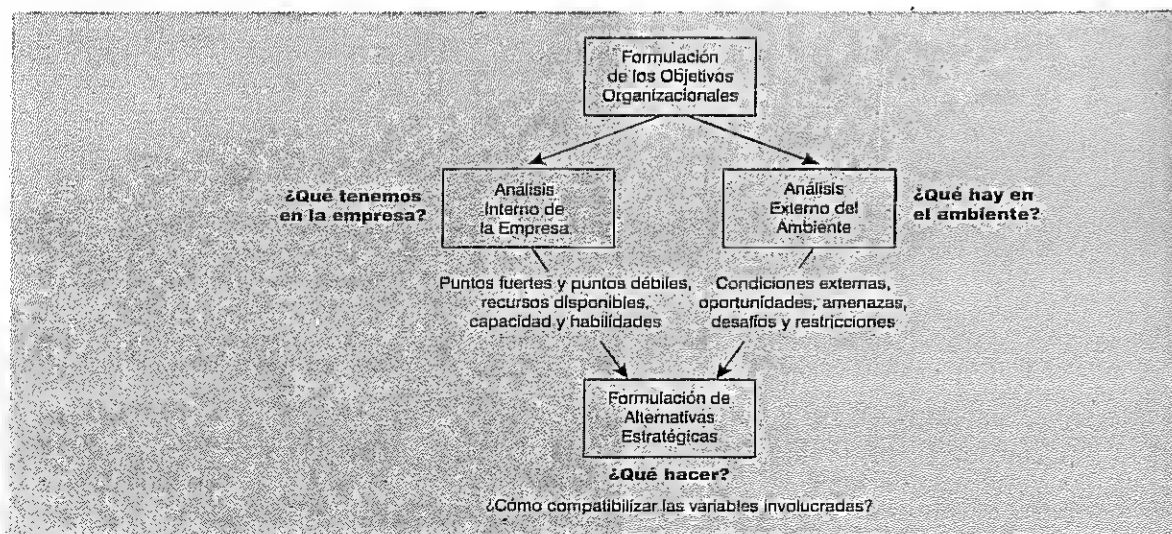 Formulación
de los Objetivos
Organizacionales
¿Qué tenemos
en la empresa?
Análisis
Interno de
la Empresa
Análisis
Externo del
Ambiente
¿Qué hay en
el ambiente?
Puntos fuertes y puntos débiles,
recursos disponibles,
capacidad y habilidades
Condiciones externas,
oportunidades, amenazas,
desafíos y restricciones
Formulación de
Alternativas
Estratégicas
¿Qué hacer?
¿Cómo compatibilizar las variables involucradas?